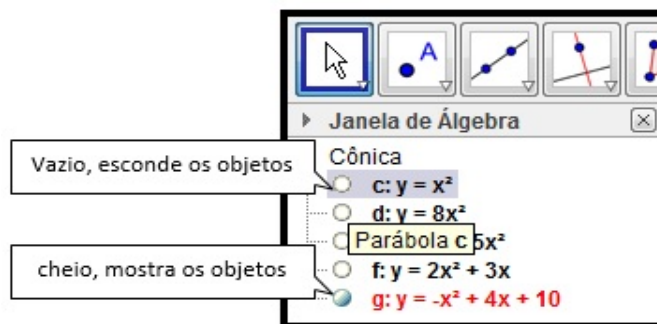 A
Janela de Álgebra
Vazio, esconde os objetos
Cônica
c: y = x²
d: y = 8x²
Parábola c 5x²
cheio, mostra os objetos
f: y = 2x² + 3x
g: y = -x² + 4x + 10